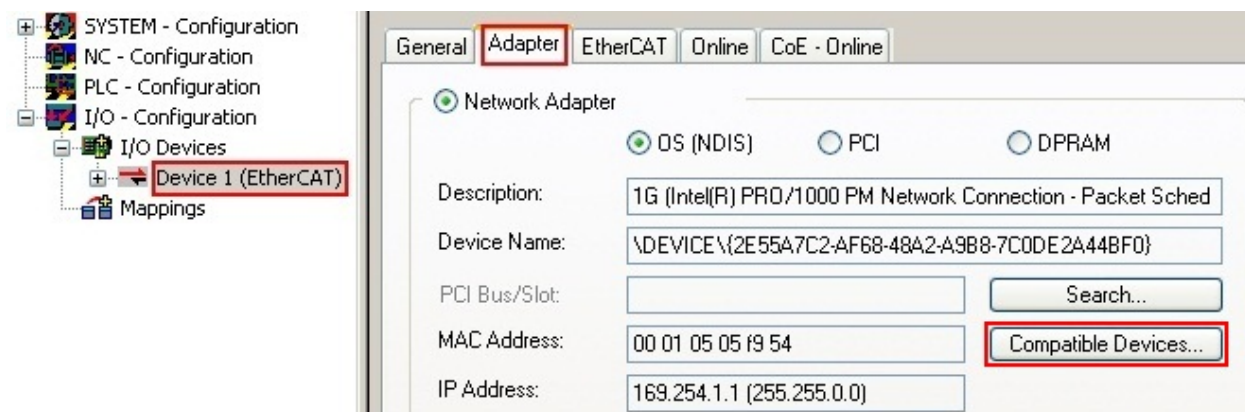 SYSTEM - Configuration
NC - Configuration
PLC - Configuration
I/O - Configuration
I/O Devices
Device 1 (EtherCAT)
Mappings
General Adapter EtherCAT Online CoE - Online
Network Adapter
OS (NDIS) PCI DPRAM
Description: 1G (Intel(R) PRO/1000 PM Network Connection - Packet Sched
Device Name: \DEVICE\{2E55A7C2-AF68-48A2-A9B8-7C0DE2A44BF0}
PCI Bus/Slot: Search...
MAC Address: 00 01 05 05 f9 54 Compatible Devices...
IP Address: 169.254.1.1 (255.255.0.0)